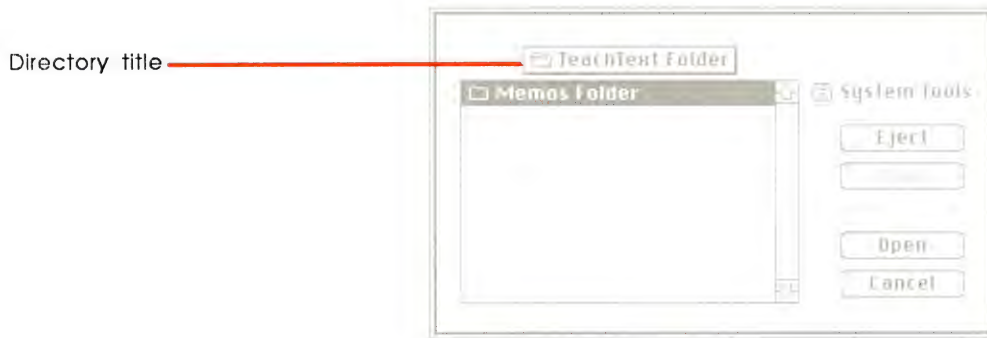 Directory title
TeachText Folder
Memos Folder
System Tools
Eject
Open
Cancel